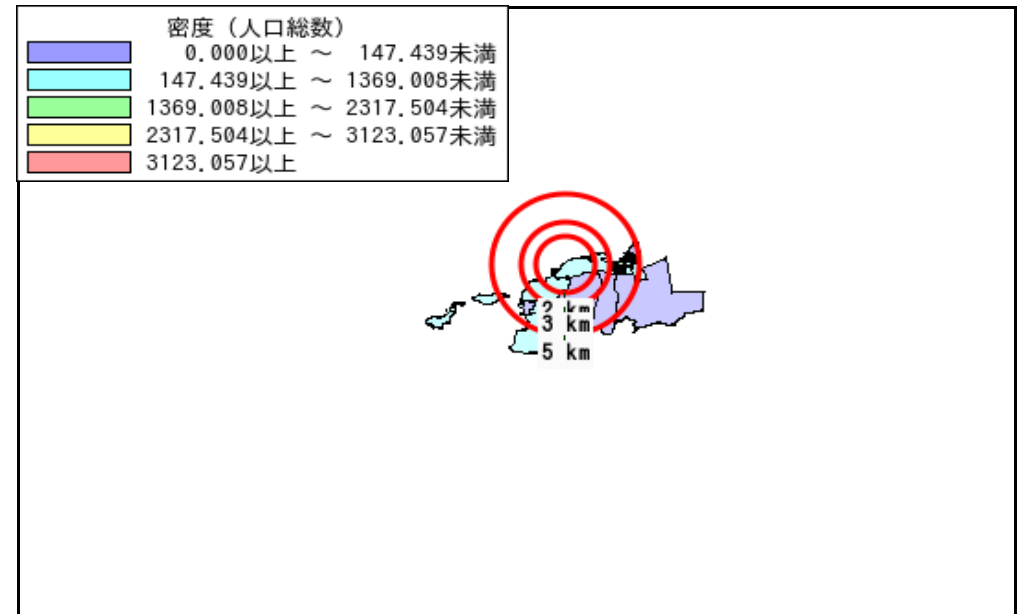 密度（人口総数）
0.000以上 ～ 147.439未満
147.439以上 ～ 1369.008未満
1369.008以上 ～ 2317.504未満
2317.504以上 ～ 3123.057未満
3123.057以上
2 km
3 km
5 km